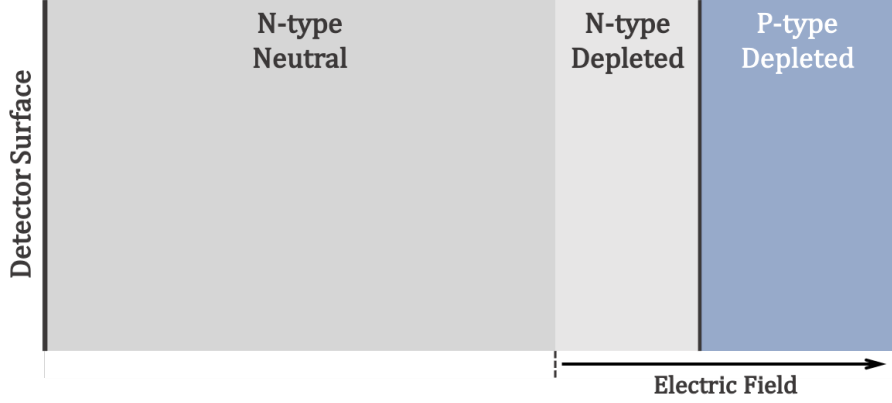 N-type
Neutral
N-type
Depleted
P-type
Depleted
Detector Surface
Electric Field